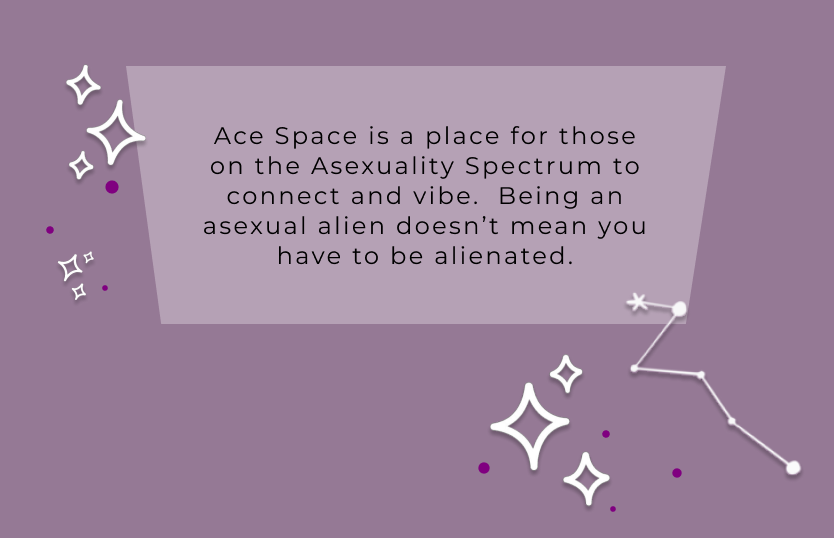 Ace Space is a place for those
on the Asexuality Spectrum to
connect and vibe.  Being an
asexual alien doesn’t mean you
have to be alienated.